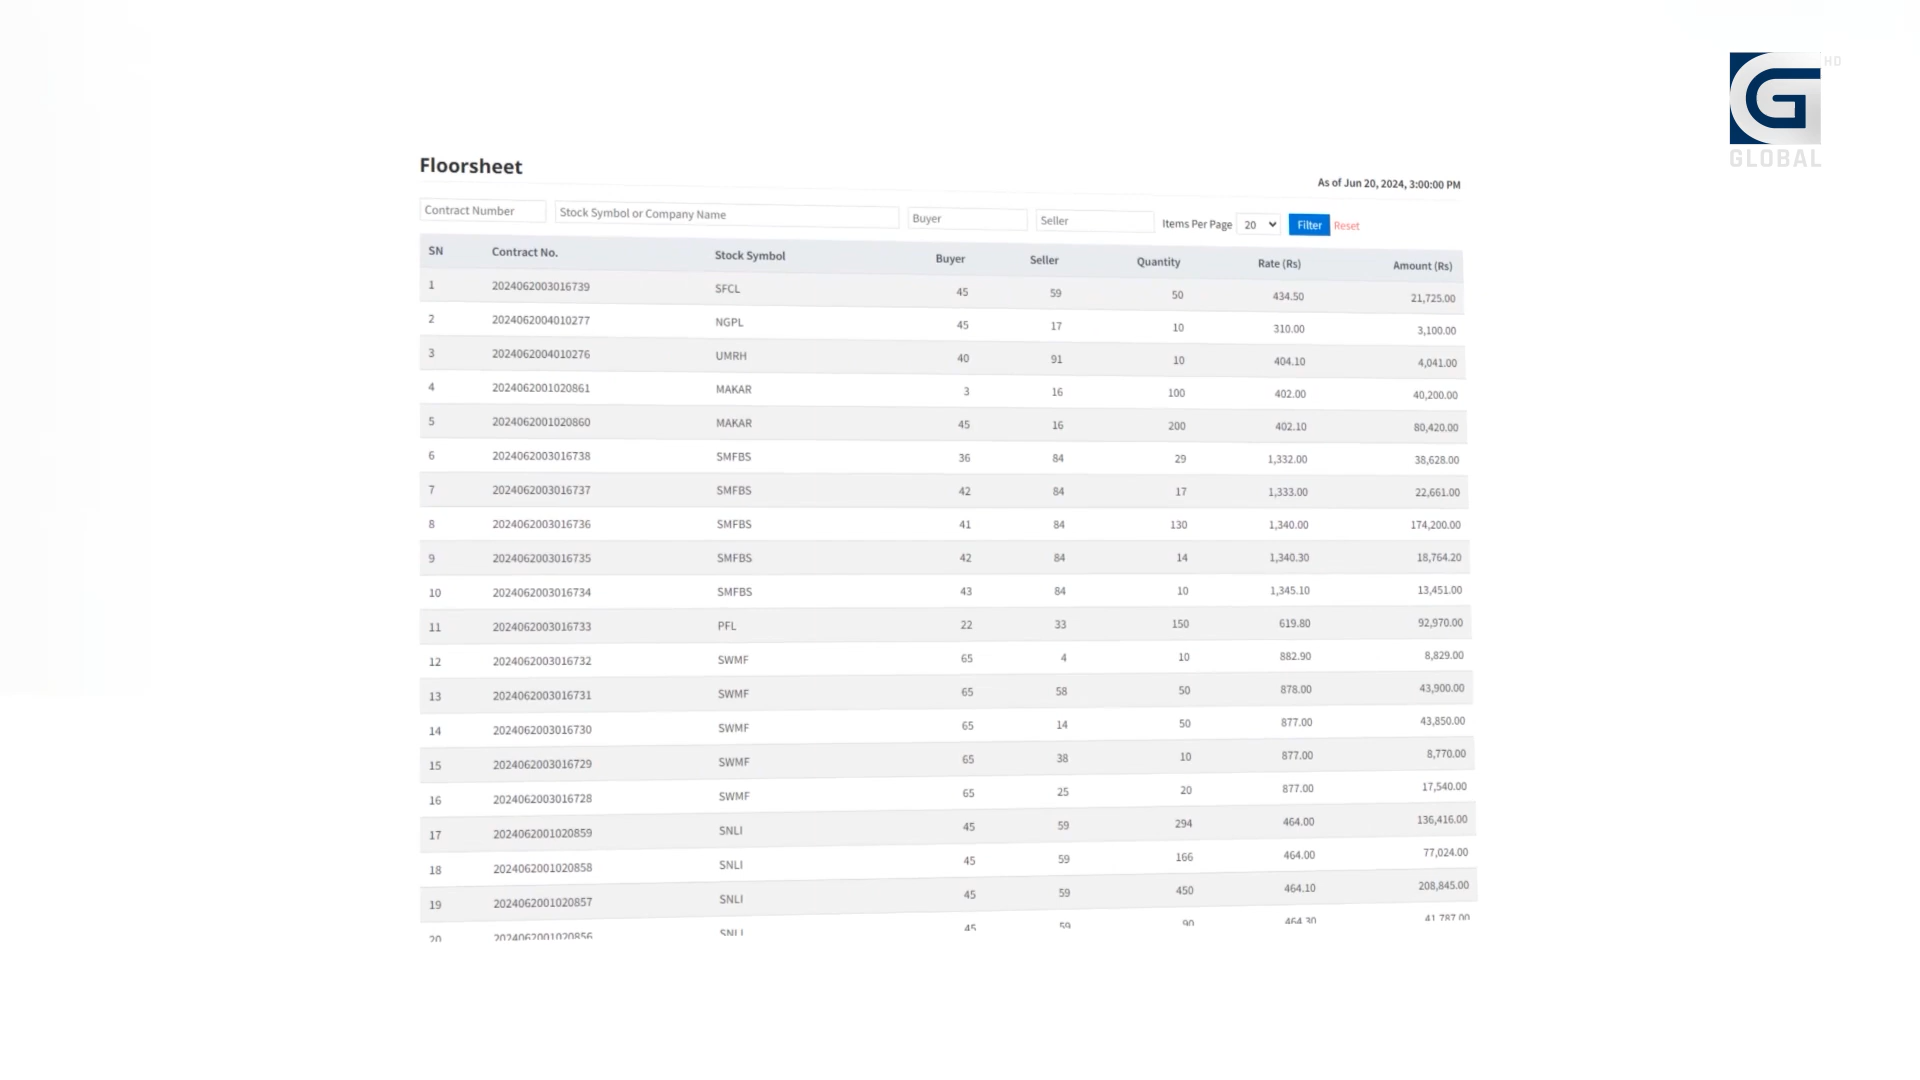 HD
GLOBAL
Floorsheet
As of Jun 20, 2024, 3:00:00 PM
Contract Number Stock Symbol or Company Name Buyer Seller Items Per Page 20 Filter Reset
SN Contract No. Stock Symbol Buyer Seller Quantity Rate (Rs) Amount (Rs)
1 2024062003016739 SFCL 45 59 50 434.50 21,725.00
2 2024062004010277 NGPL 45 17 10 310.00 3,100.00
3 2024062004010276 UMRH 40 91 10 404.10 4,041.00
4 2024062001020861 MAKAR 3 16 100 402.00 40,200.00
5 2024062001020860 MAKAR 45 16 200 402.10 80,420.00
6 2024062003016738 SMFBS 36 84 29 1,332.00 38,628.00
7 2024062003016737 SMFBS 42 84 17 1,333.00 22,661.00
8 2024062003016736 SMFBS 41 84 130 1,340.00 174,200.00
9 2024062003016735 SMFBS 42 84 14 1,340.30 18,764.20
10 2024062003016734 SMFBS 43 84 10 1,345.10 13,451.00
11 2024062003016733 PFL 22 33 150 619.80 92,970.00
12 2024062003016732 SWMF 65 4 10 882.90 8,829.00
13 2024062003016731 SWMF 65 58 50 878.00 43,900.00
14 2024062003016730 SWMF 65 14 50 877.00 43,850.00
15 2024062003016729 SWMF 65 38 10 877.00 8,770.00
16 2024062003016728 SWMF 65 25 20 877.00 17,540.00
17 2024062001020859 SNLI 45 59 294 464.00 136,416.00
18 2024062001020858 SNLI 45 59 166 464.00 77,024.00
19 2024062001020857 SNLI 45 59 450 464.10 208,845.00
20 2024062001020856 SNLI 45 59 90 464.30 41,787.00